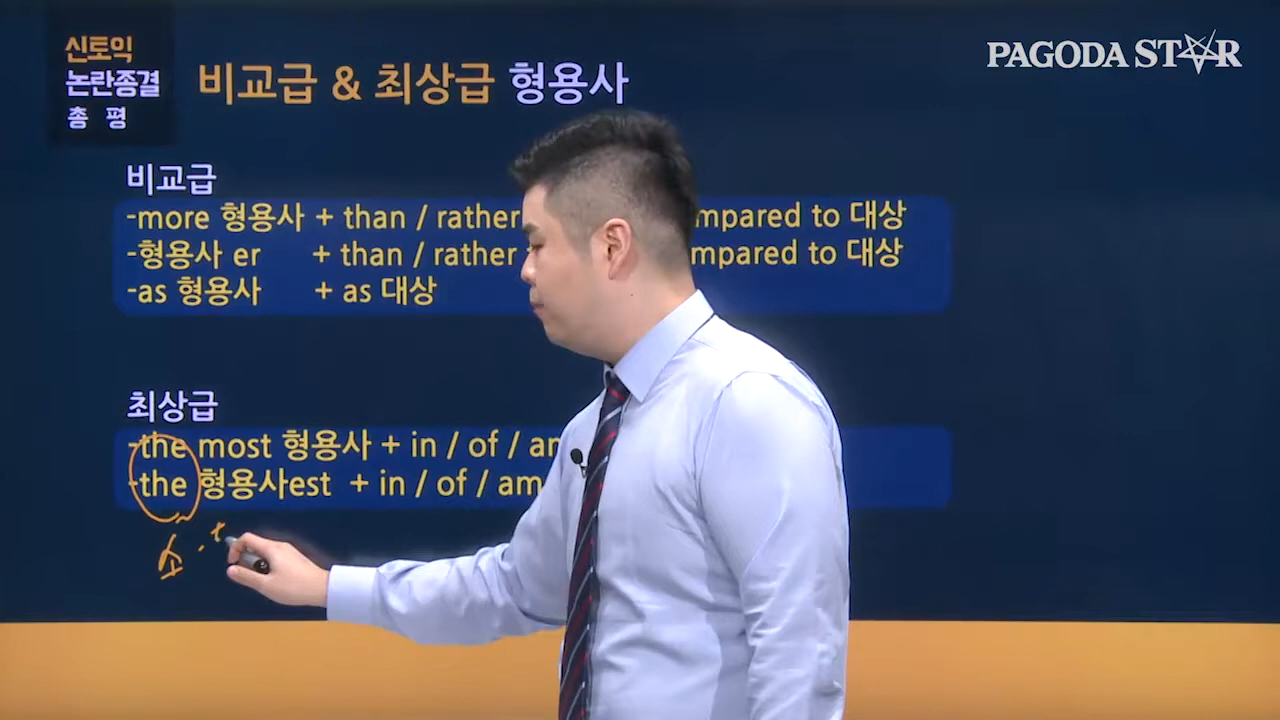 신토익
논란종결
총 평
비교급 & 최상급 형용사
PAGODA STAR
비교급
-more 형용사 + than / rather mpared to 대상
-형용사 er + than / rather mpared to 대상
-as 형용사 + as 대상
최상급
-the most 형용사 + in / of / am
-the 형용사est + in / of / am
소 .